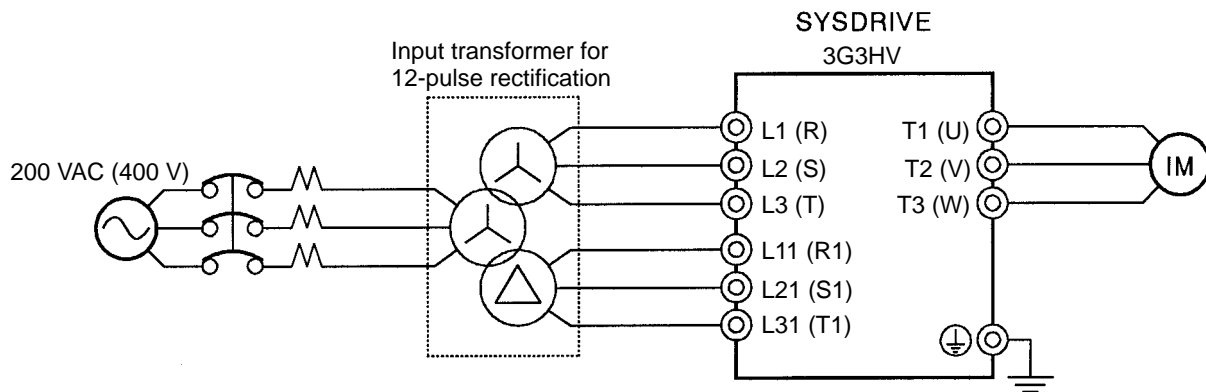 SYSDRIVE
3G3HV
Input transformer for
12-pulse rectification
200 VAC (400 V)
L1 (R)
L2 (S)
L3 (T)
L11 (R1)
L21 (S1)
L31 (T1)
T1 (U)
T2 (V)
T3 (W)
IM